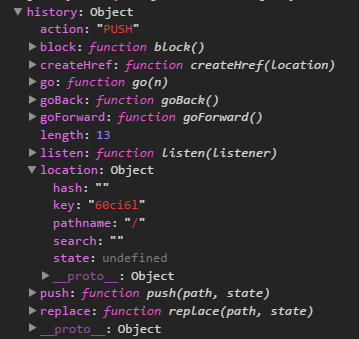 history: Object
action: "PUSH"
block: function block()
createHref: function createHref(location)
go: function go(n)
goBack: function goBack()
goForward: function goForward()
length: 13
listen: function listen(listener)
location: Object
hash: ""
key: "60ci6l"
pathname: "/"
search: ""
state: undefined
__proto__: Object
push: function push(path, state)
replace: function replace(path, state)
__proto__: Object